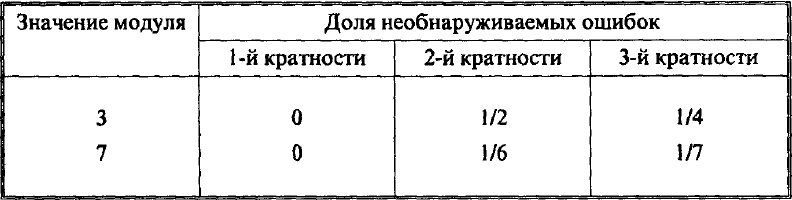 Значение модуля Доля необнаруживаемых ошибок
1-й кратности 2-й кратности 3-й кратности
3 0 1/2 1/4
7 0 1/6 1/7